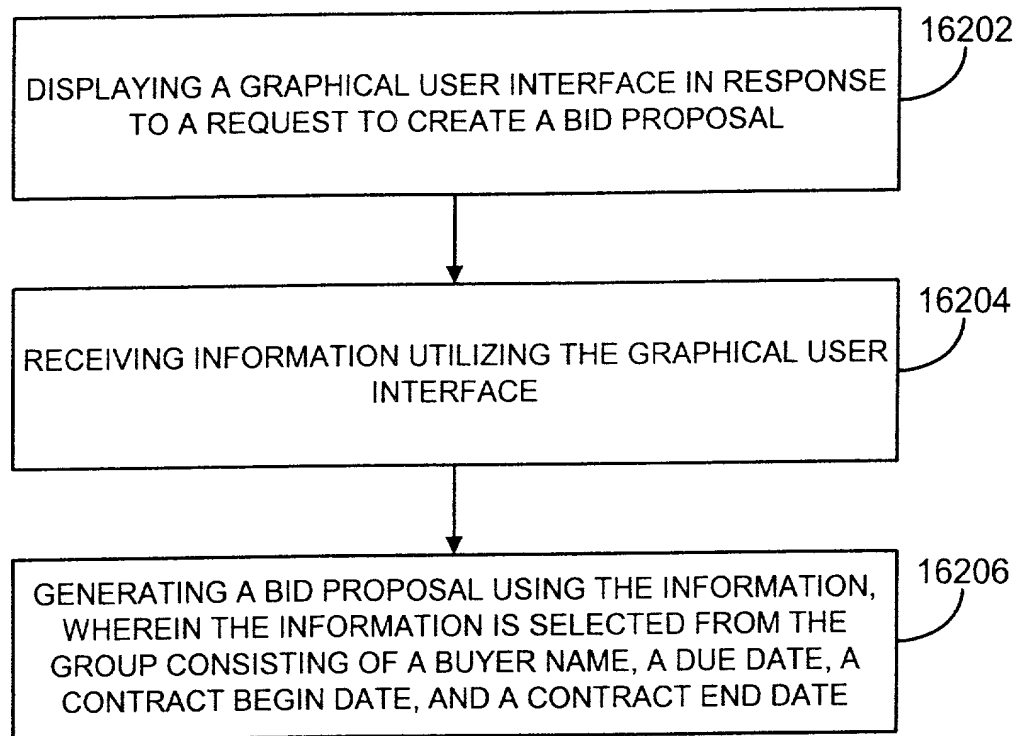 16202
DISPLAYING A GRAPHICAL USER INTERFACE IN RESPONSE
TO A REQUEST TO CREATE A BID PROPOSAL
16204
RECEIVING INFORMATION UTILIZING THE GRAPHICAL USER
INTERFACE
16206
GENERATING A BID PROPOSAL USING THE INFORMATION,
WHEREIN THE INFORMATION IS SELECTED FROM THE
GROUP CONSISTING OF A BUYER NAME, A DUE DATE, A
CONTRACT BEGIN DATE, AND A CONTRACT END DATE